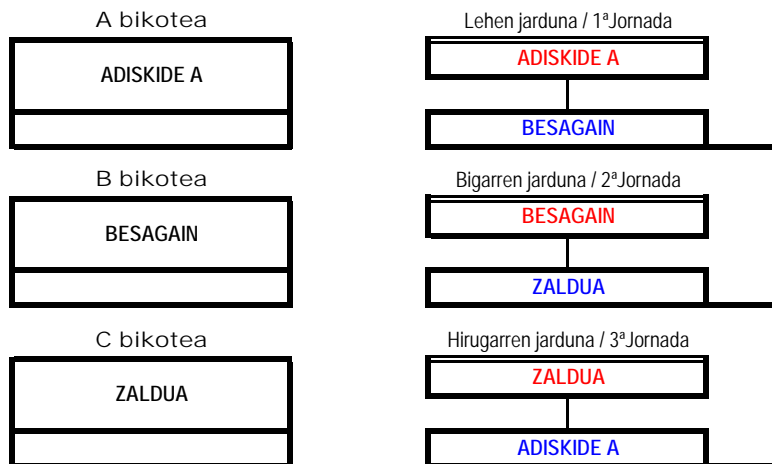 A bikotea
ADISKIDE A
B bikotea
BESAGAIN
C bikotea
ZALDUA
Lehen jarduna / 1ªJornada
ADISKIDE A
BESAGAIN
Bigarren jarduna / 2ªJornada
BESAGAIN
ZALDUA
Hirugarren jarduna / 3ªJornada
ZALDUA
ADISKIDE A